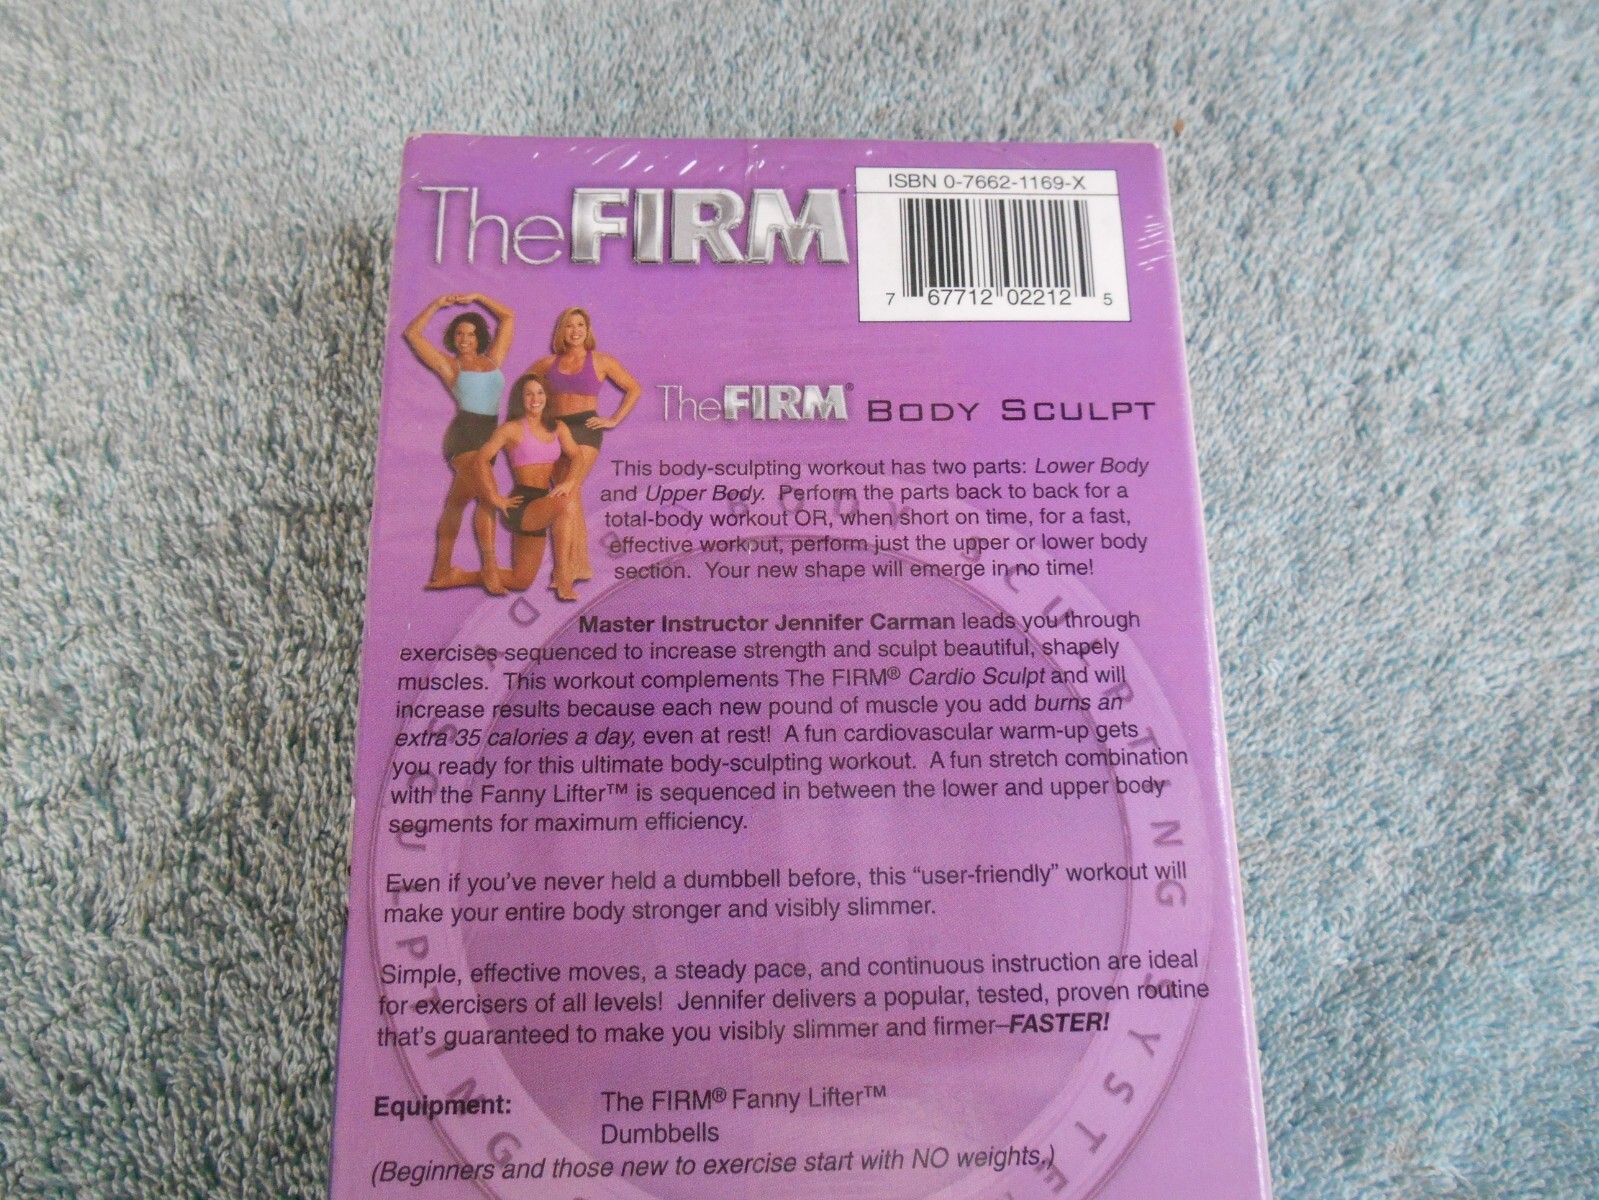 The FIRM
ISBN 0-7662-1169-X
7 67712 02212 5
The FIRM® BODY SCULPT
This body-sculpting workout has two parts: Lower Body
and Upper Body. Perform the parts back to back for a
total-body workout OR, when short on time, for a fast,
effective workout, perform just the upper or lower body
section. Your new shape will emerge in no time!
Master Instructor Jennifer Carman leads you through
exercises sequenced to increase strength and sculpt beautiful, shapely
muscles. This workout complements The FIRM® Cardio Sculpt and will
increase results because each new pound of muscle you add burns an
extra 35 calories a day, even at rest! A fun cardiovascular warm-up gets
you ready for this ultimate body-sculpting workout. A fun stretch combination
with the Fanny Lifter™ is sequenced in between the lower and upper body
segments for maximum efficiency.
Even if you've never held a dumbbell before, this “user-friendly” workout will
make your entire body stronger and visibly slimmer.
Simple, effective moves, a steady pace, and continuous instruction are ideal
for exercisers of all levels! Jennifer delivers a popular, tested, proven routine
that's guaranteed to make you visibly slimmer and firmer–FASTER!
Equipment: The FIRM® Fanny Lifter™
Dumbbells
(Beginners and those new to exercise start with NO weights.)
BODY SCULPTING SYSTE